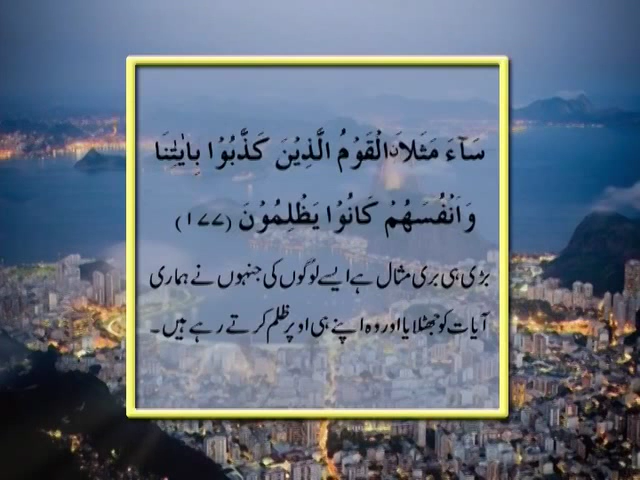 سَآءَ مَثَلَاۨ الْقَوْمُ الَّذِیْنَ كَذَّبُوْا بِاٰیٰتِنَا
وَ اَنْفُسَهُمْ كَانُوْا یَظْلِمُوْنَ (۱۷۷)
بڑی ہی بری مثال ہے ایسے لوگوں کی جنہوں نے ہماری
آیات کو جھٹلایا اور وہ اپنے ہی اوپر ظلم کرتے رہے ہیں۔